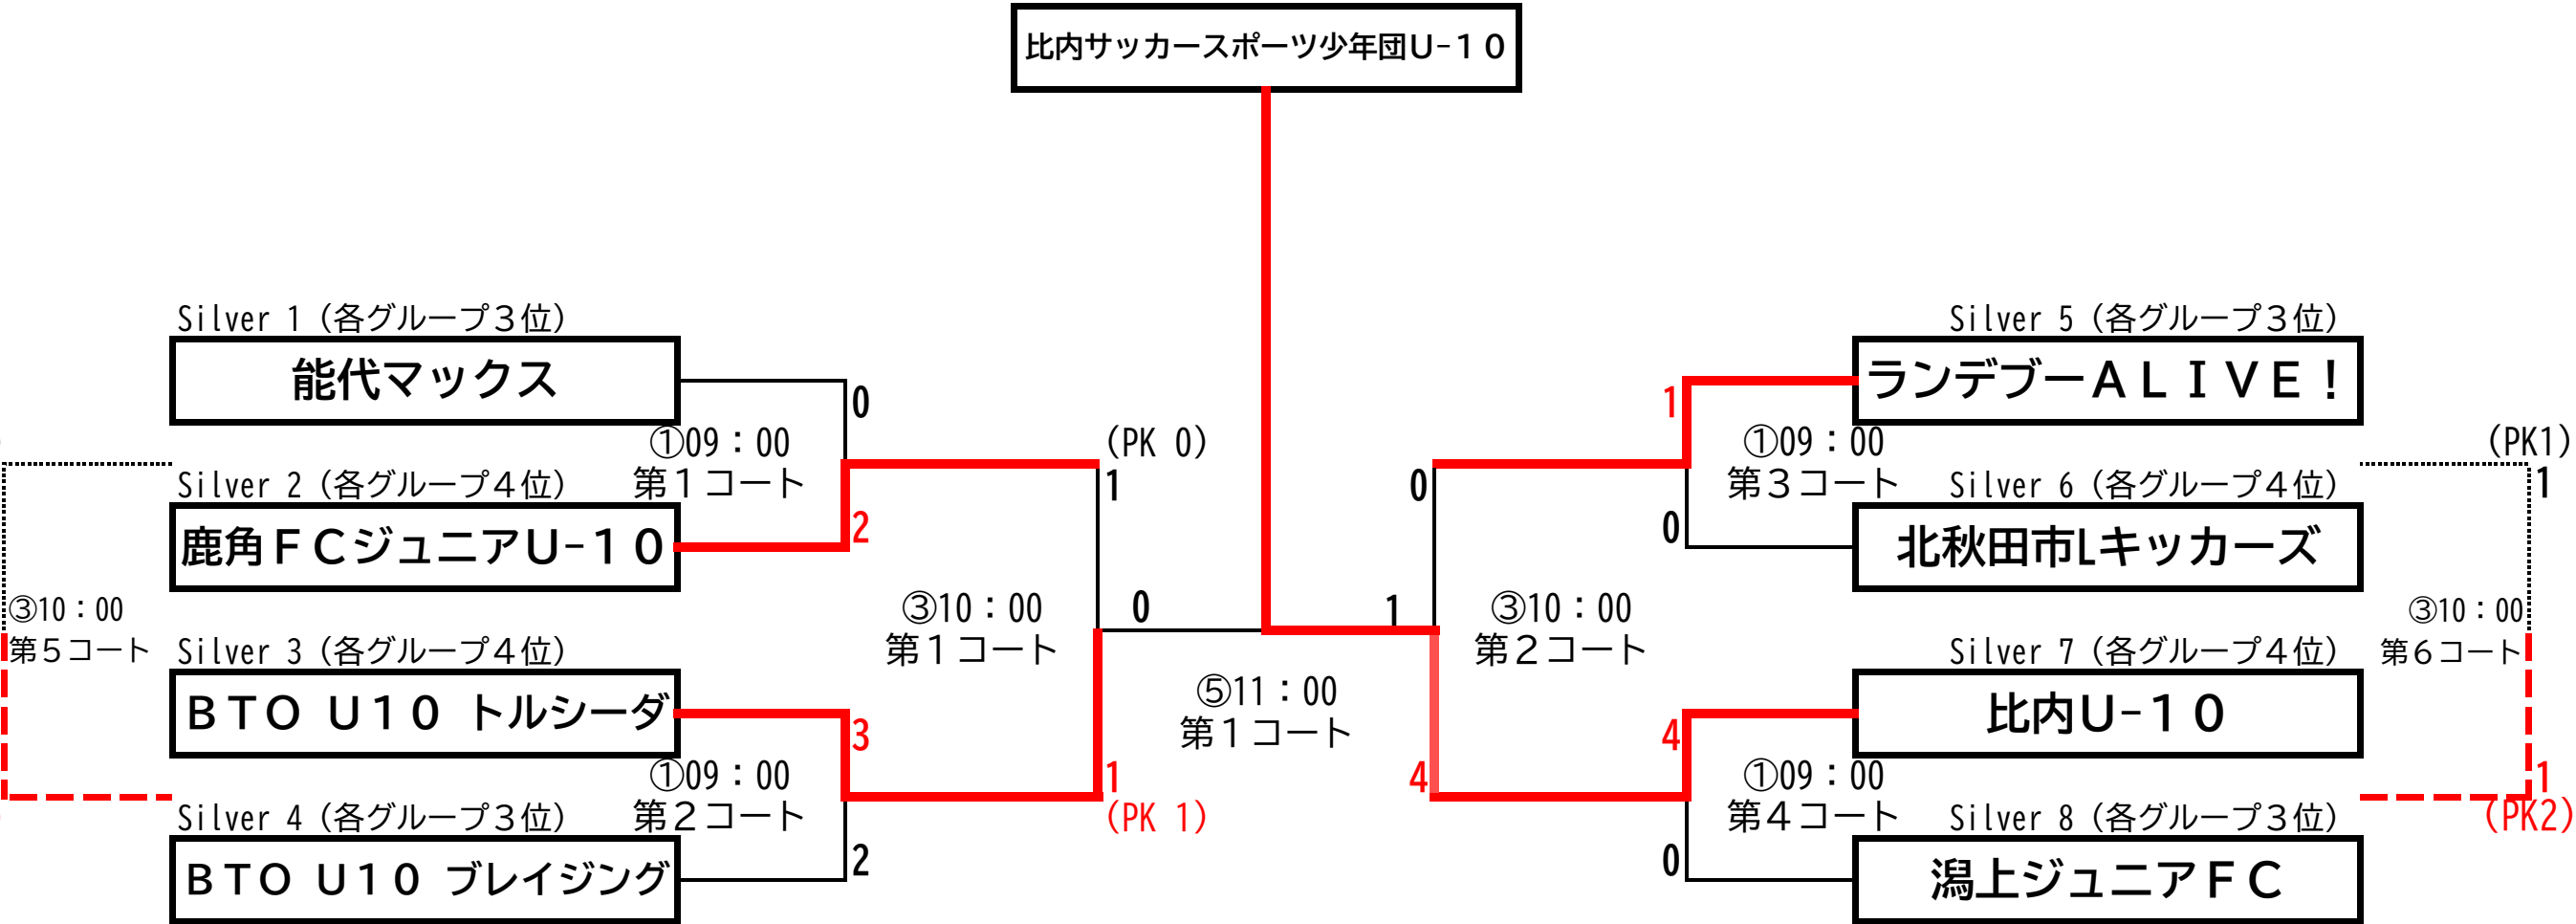 比内サッカースポーツ少年団U-１０
Silver 1（各グループ３位）
能代マックス
0
①09：00
第１コート
Silver 2（各グループ４位）
鹿角ＦＣジュニアU-１０
2
(PK 0)
1
③10：00
第１コート
③10：00
第５コート
Silver 3（各グループ４位）
ＢＴＯ Ｕ１０ トルシーダ
3
①09：00
第２コート
1
(PK 1)
Silver 4（各グループ３位）
ＢＴＯ Ｕ１０ ブレイジング
2
0
1
⑤11：00
第１コート
Silver 5（各グループ３位）
ランデブーＡＬＩＶＥ！
1
①09：00
第３コート
Silver 6（各グループ４位）
北秋田市Lキッカーズ
0
0
③10：00
第２コート
(PK1)
1
③10：00
第６コート
Silver 7（各グループ４位）
比内U-１０
4
4
①09：00
第４コート
1
(PK2)
Silver 8（各グループ３位）
潟上ジュニアＦＣ
0